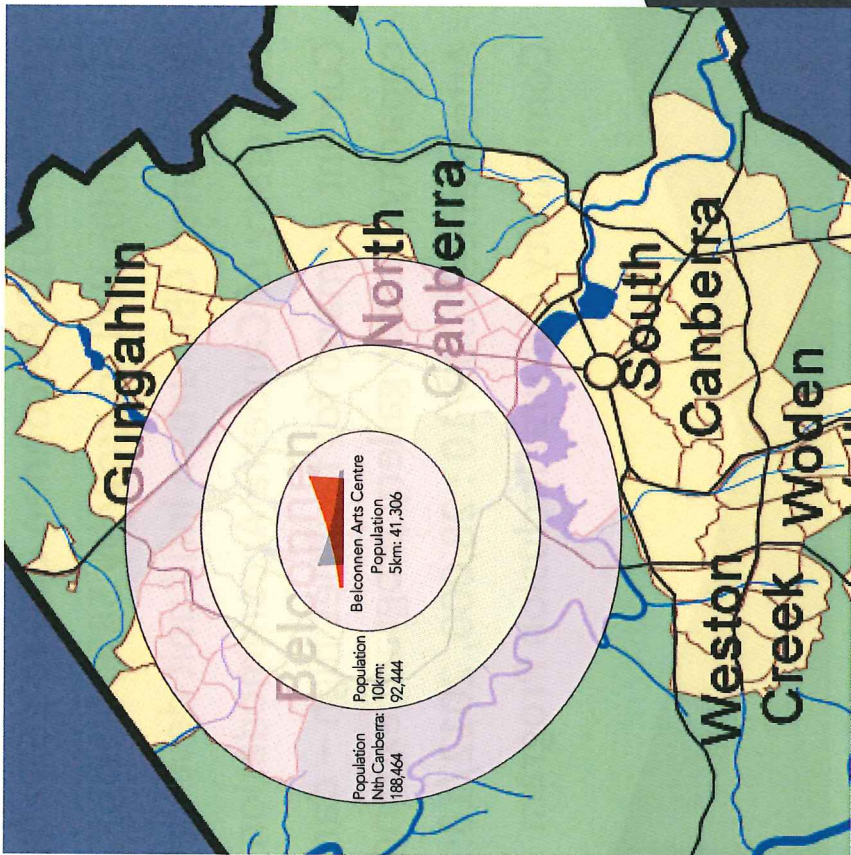 Gungahlin
Belconnen
North
Canberra
Belconnen Arts Centre
Population
5km: 41,306
Population
10km:
92,444
Population
Nth Canberra:
188,464
South
Canberra
Weston
Creek
Woden